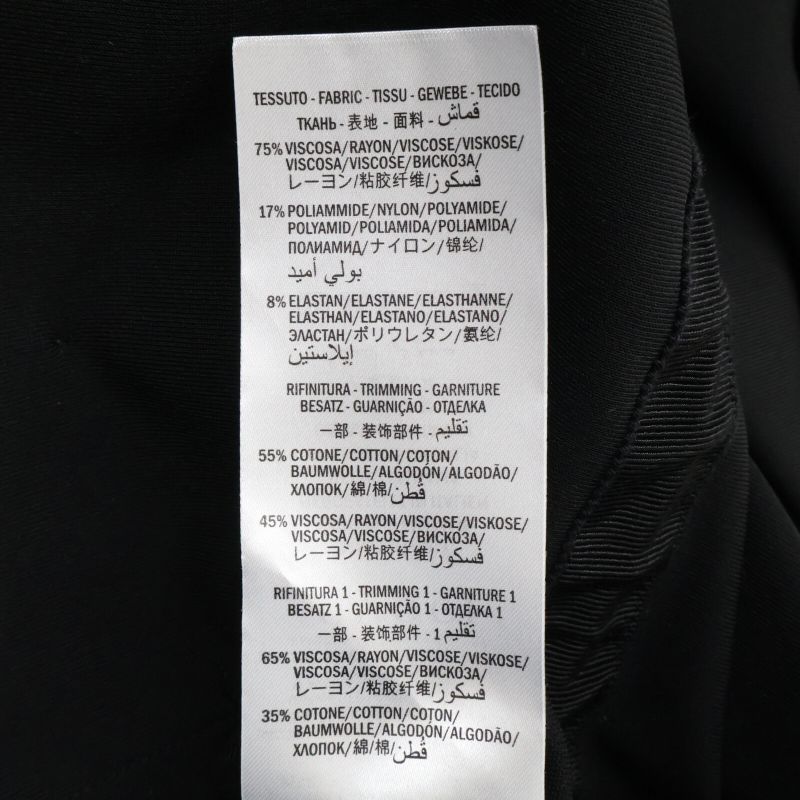 TESSUTO - FABRIC - TISSU - GEWEBE - TECIDO
ТКАНЬ - 表地 - 面料 - قماش
75% VISCOSA/RAYON/VISCOSE/VISKOSE/
VISCOSA/VISCOSE/ВИСКОЗА/
レーヨン/粘胶纤维/فسكوز
17% POLIAMMIDE/NYLON/POLYAMIDE/
POLYAMID/POLIAMIDA/POLIAMIDA/
ПОЛИАМИД/ナイロン/锦纶/
بولي أميد
8% ELASTAN/ELASTANE/ELASTHANNE/
ELASTHAN/ELASTANO/ELASTANO/
ЭЛАСТАН/ポリウレタン/氨纶/
إيلاستين
RIFINITURA - TRIMMING - GARNITURE
BESATZ - GUARNIÇÃO - ОТДЕЛКА
一部 - 装饰部件 - تقليم
55% COTONE/COTTON/COTON/
BAUMWOLLE/ALGODÓN/ALGODÃO/
ХЛОПОК/綿/棉/قُطن
45% VISCOSA/RAYON/VISCOSE/VISKOSE/
VISCOSA/VISCOSE/ВИСКОЗА/
レーヨン/粘胶纤维/فسكوز
RIFINITURA 1 - TRIMMING 1 - GARNITURE 1
BESATZ 1 - GUARNIÇÃO 1 - ОТДЕЛКА 1
一部 - 装饰部件 - 1 تقليم
65% VISCOSA/RAYON/VISCOSE/VISKOSE/
VISCOSA/VISCOSE/ВИСКОЗА/
レーヨン/粘胶纤维/فسكوز
35% COTONE/COTTON/COTON/
BAUMWOLLE/ALGODÓN/ALGODÃO/
ХЛОПОК/綿/棉/قُطن